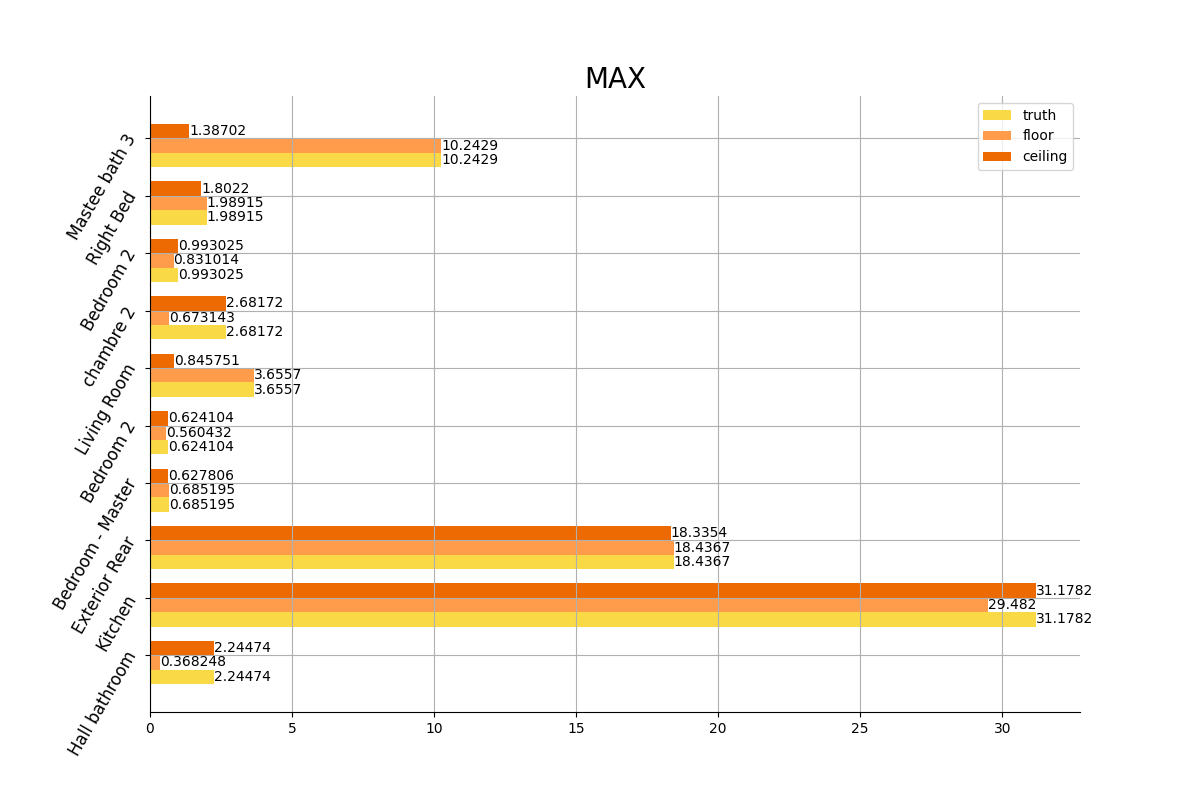 MAX
truth
floor
ceiling
Mastee bath 3
1.38702
10.2429
10.2429
Right Bed
1.8022
1.98915
1.98915
Bedroom 2
0.993025
0.831014
0.993025
chambre 2
2.68172
0.673143
2.68172
Living Room
0.845751
3.6557
3.6557
Bedroom 2
0.624104
0.560432
0.624104
Bedroom - Master
0.627806
0.685195
0.685195
Exterior Rear
18.3354
18.4367
18.4367
Kitchen
31.1782
29.482
31.1782
Hall bathroom
2.24474
0.368248
2.24474
0 5 10 15 20 25 30